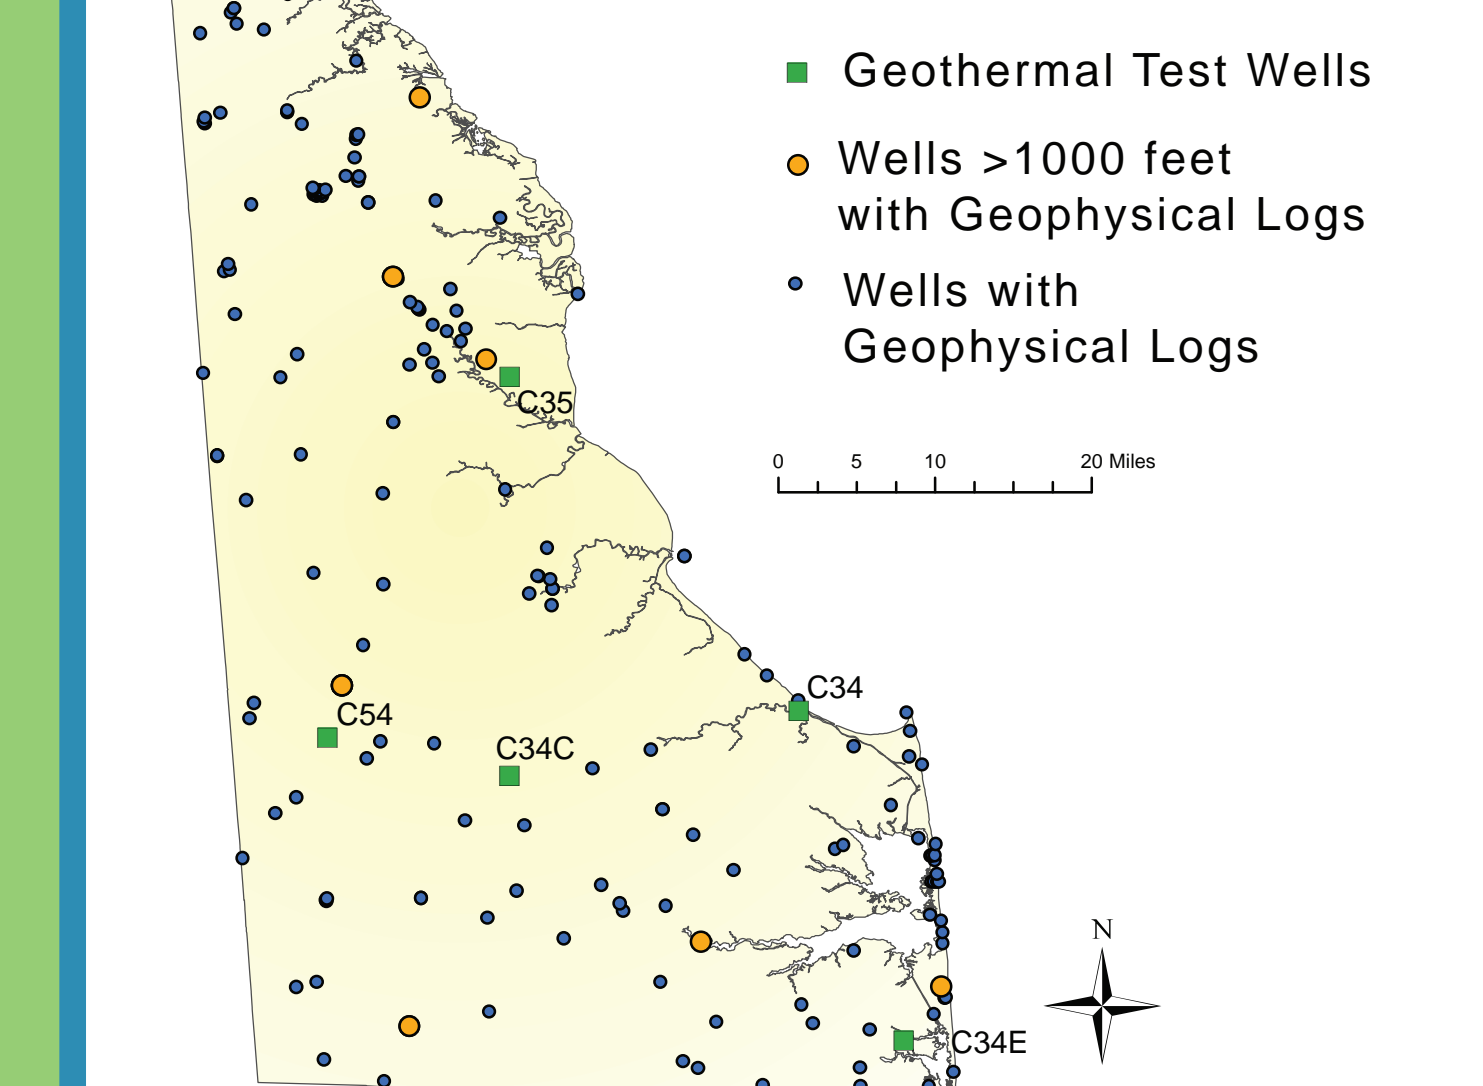 Geothermal Test Wells
Wells >1000 feet
with Geophysical Logs
Wells with
Geophysical Logs
C35
0 5 10 20 Miles
C34
C54
C34C
N
C34E